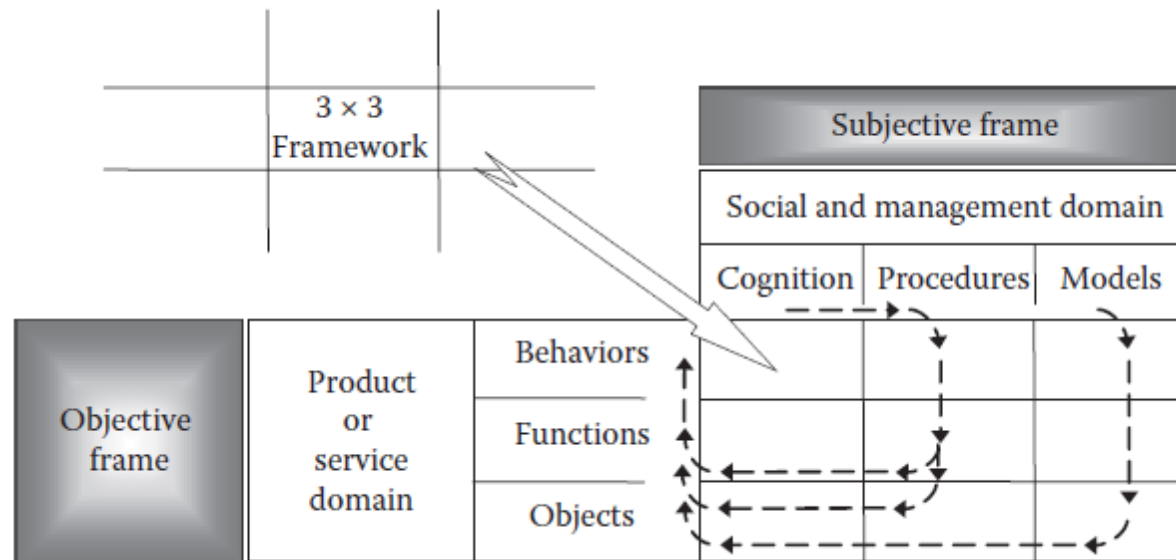 3 × 3
Framework
Subjective frame
Social and management domain
Cognition Procedures Models
Objective
frame
Product
or
service
domain
Behaviors
Functions
Objects